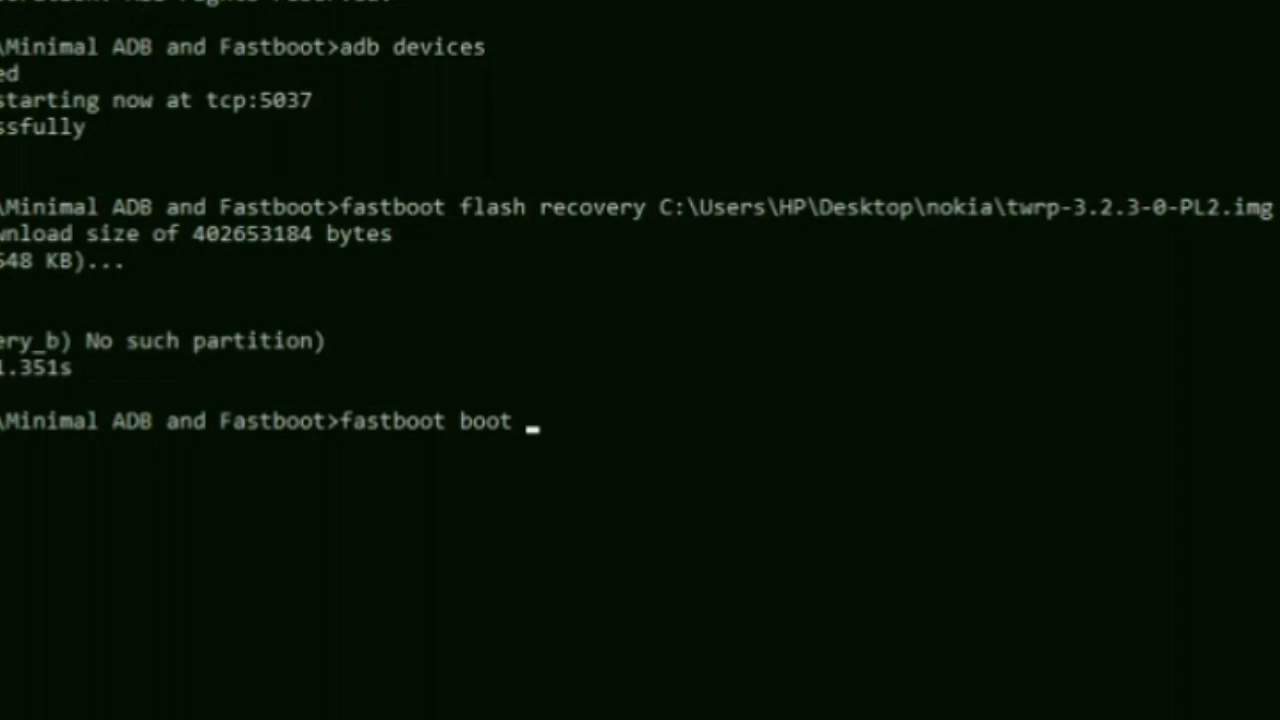 \Minimal ADB and Fastboot>adb devices
ed
starting now at tcp:5037
ssfully
\Minimal ADB and Fastboot>fastboot flash recovery C:\Users\HP\Desktop\nokia\twrp-3.2.3-0-PL2.img
wnload size of 402653184 bytes
548 KB)...
ery_b) No such partition)
1.351s
\Minimal ADB and Fastboot>fastboot boot